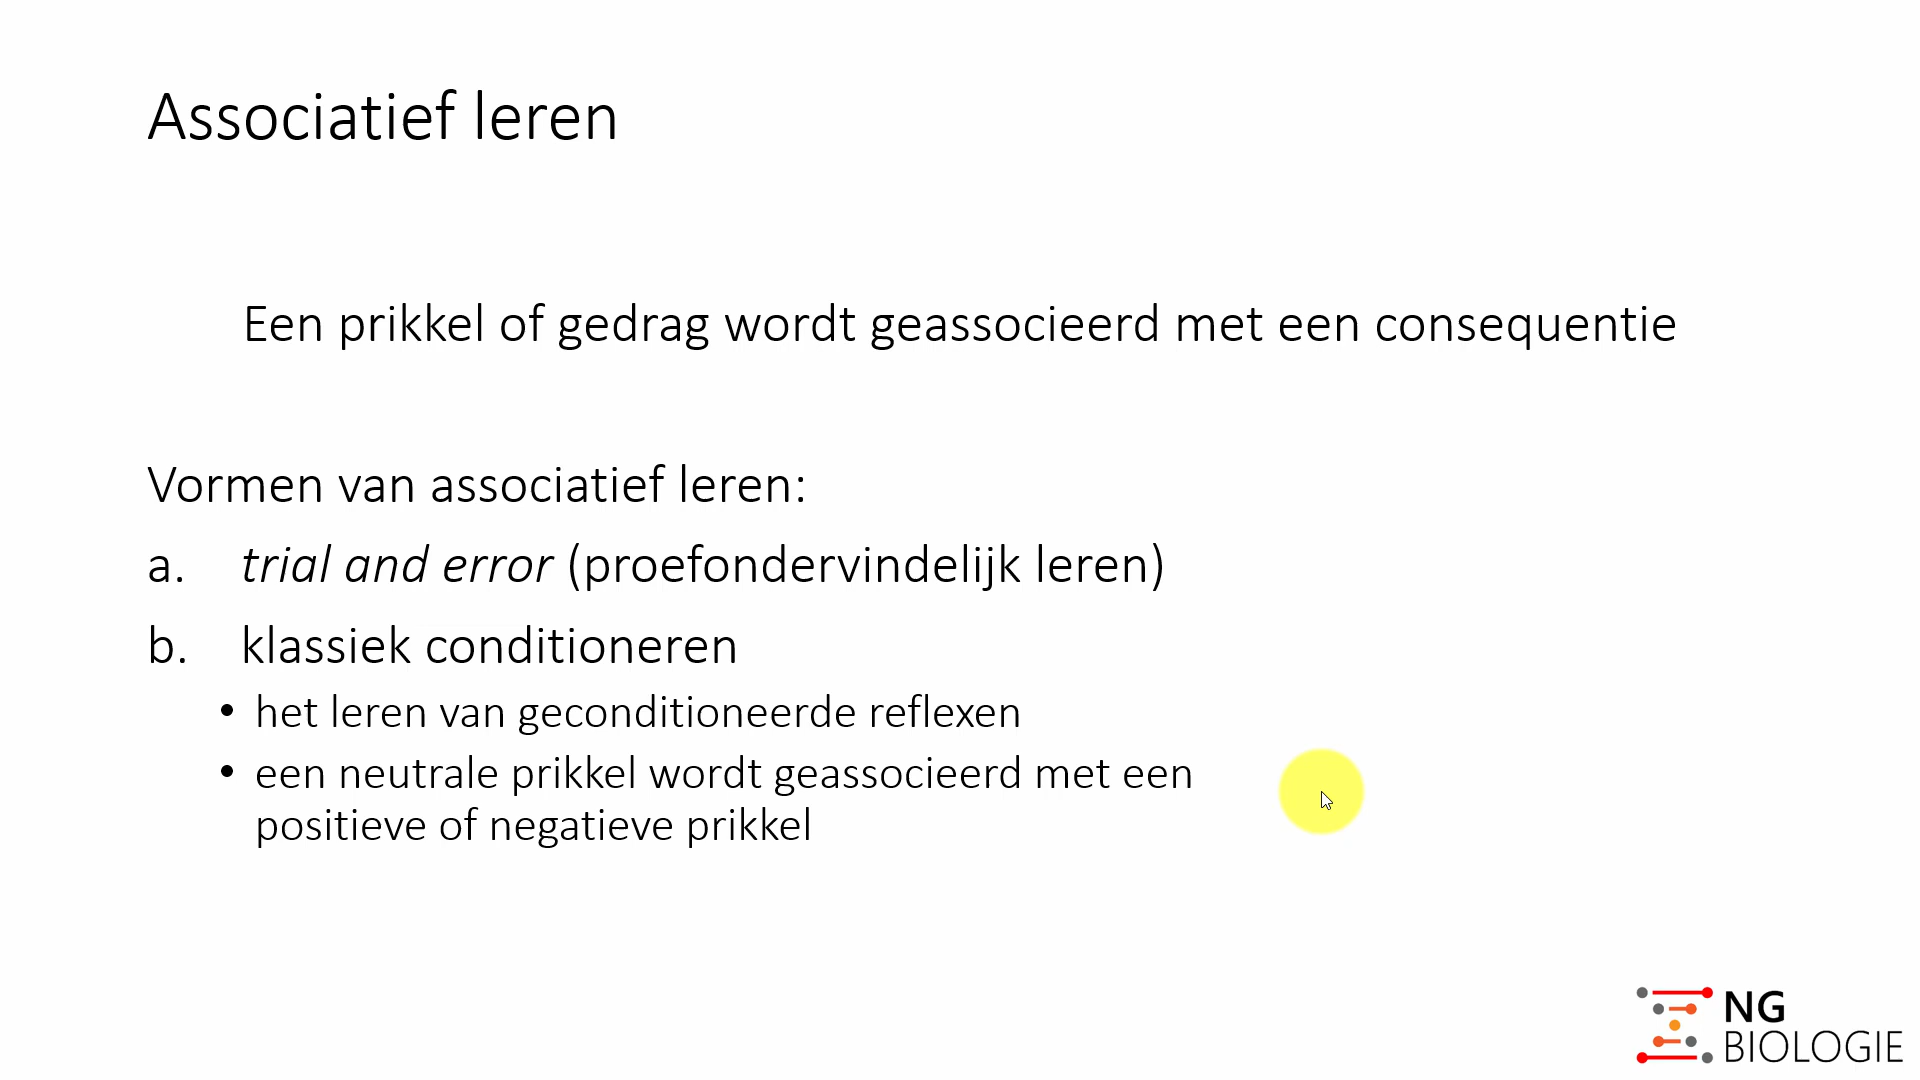 Associatief leren
Een prikkel of gedrag wordt geassocieerd met een consequentie
Vormen van associatief leren:
a. trial and error (proefondervindelijk leren)
b. klassiek conditioneren
• het leren van geconditioneerde reflexen
• een neutrale prikkel wordt geassocieerd met een
positieve of negatieve prikkel
NG
BIOLOGIE